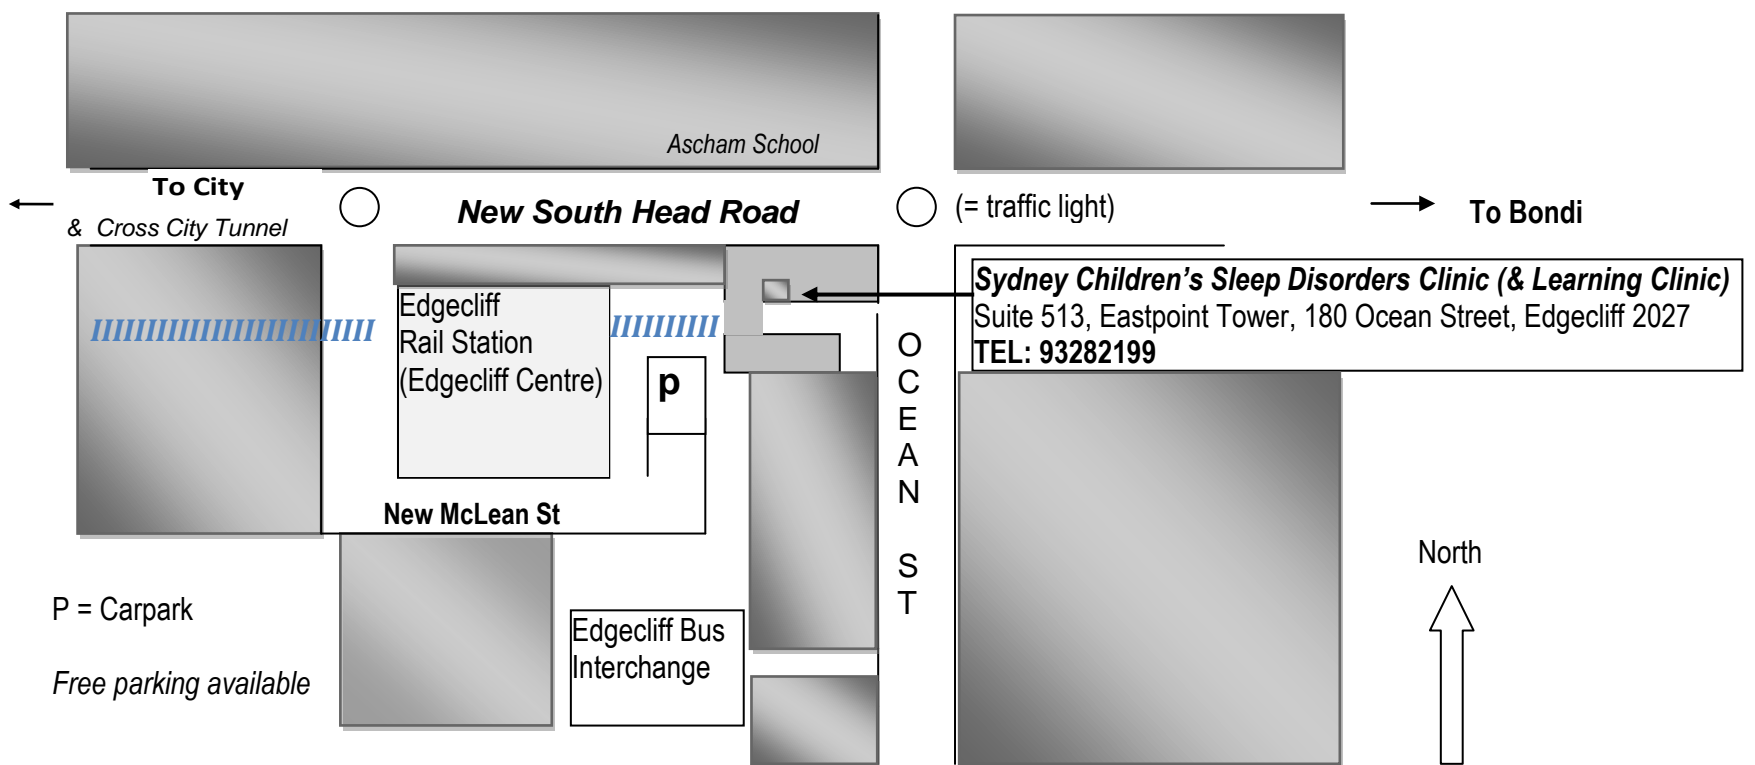 Ascham School
To City
& Cross City Tunnel
New South Head Road
(= traffic light)
To Bondi
Sydney Children’s Sleep Disorders Clinic (& Learning Clinic)
Suite 513, Eastpoint Tower, 180 Ocean Street, Edgecliff 2027
TEL: 93282199
Edgecliff
Rail Station
(Edgecliff Centre)
p
OCEAN ST
New McLean St
North
P = Carpark
Free parking available
Edgecliff Bus
Interchange